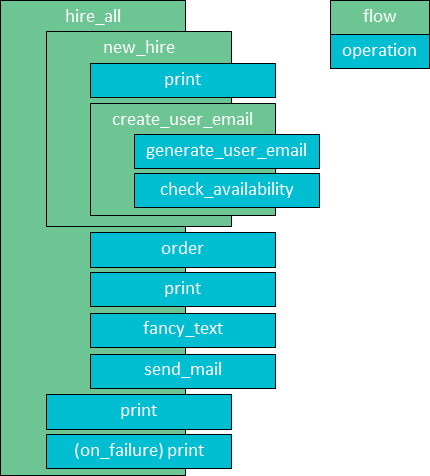 hire_all
flow
operation
new_hire
print
create_user_email
generate_user_email
check_availability
order
print
fancy_text
send_mail
print
(on_failure) print